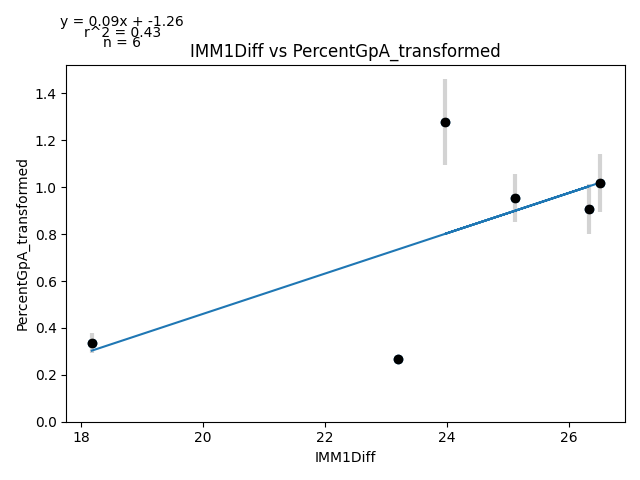 y = 0.09x + -1.26
r^2 = 0.43
n = 6
IMM1Diff vs PercentGpA_transformed
PercentGpA_transformed
1.4
1.2
1.0
0.8
0.6
0.4
0.2
0.0
18 20 22 24 26
IMM1Diff